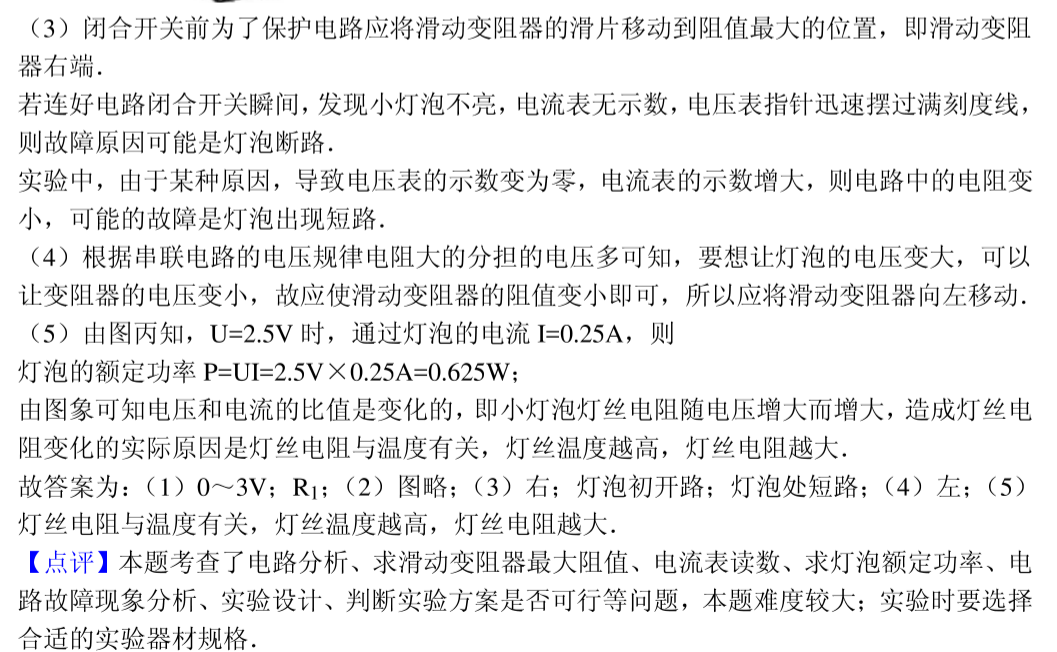 （3）闭合开关前为了保护电路应将滑动变阻器的滑片移动到阻值最大的位置，即滑动变阻
器右端．
若连好电路闭合开关瞬间，发现小灯泡不亮，电流表无示数，电压表指针迅速摆过满刻度线，
则故障原因可能是灯泡断路．
实验中，由于某种原因，导致电压表的示数变为零，电流表的示数增大，则电路中的电阻变
小，可能的故障是灯泡出现短路．
（4）根据串联电路的电压规律电阻大的分担的电压多可知，要想让灯泡的电压变大，可以
让变阻器的电压变小，故应使滑动变阻器的阻值变小即可，所以应将滑动变阻器向左移动．
（5）由图丙知，U=2.5V 时，通过灯泡的电流 I=0.25A，则
灯泡的额定功率 P=UI=2.5V×0.25A=0.625W；
由图象可知电压和电流的比值是变化的，即小灯泡灯丝电阻随电压增大而增大，造成灯丝电
阻变化的实际原因是灯丝电阻与温度有关，灯丝温度越高，灯丝电阻越大．
故答案为：（1）0～3V；R₁；（2）图略；（3）右；灯泡初开路；灯泡处短路；（4）左；（5）
灯丝电阻与温度有关，灯丝温度越高，灯丝电阻越大．
【点评】本题考查了电路分析、求滑动变阻器最大阻值、电流表读数、求灯泡额定功率、电
路故障现象分析、实验设计、判断实验方案是否可行等问题，本题难度较大；实验时要选择
合适的实验器材规格．